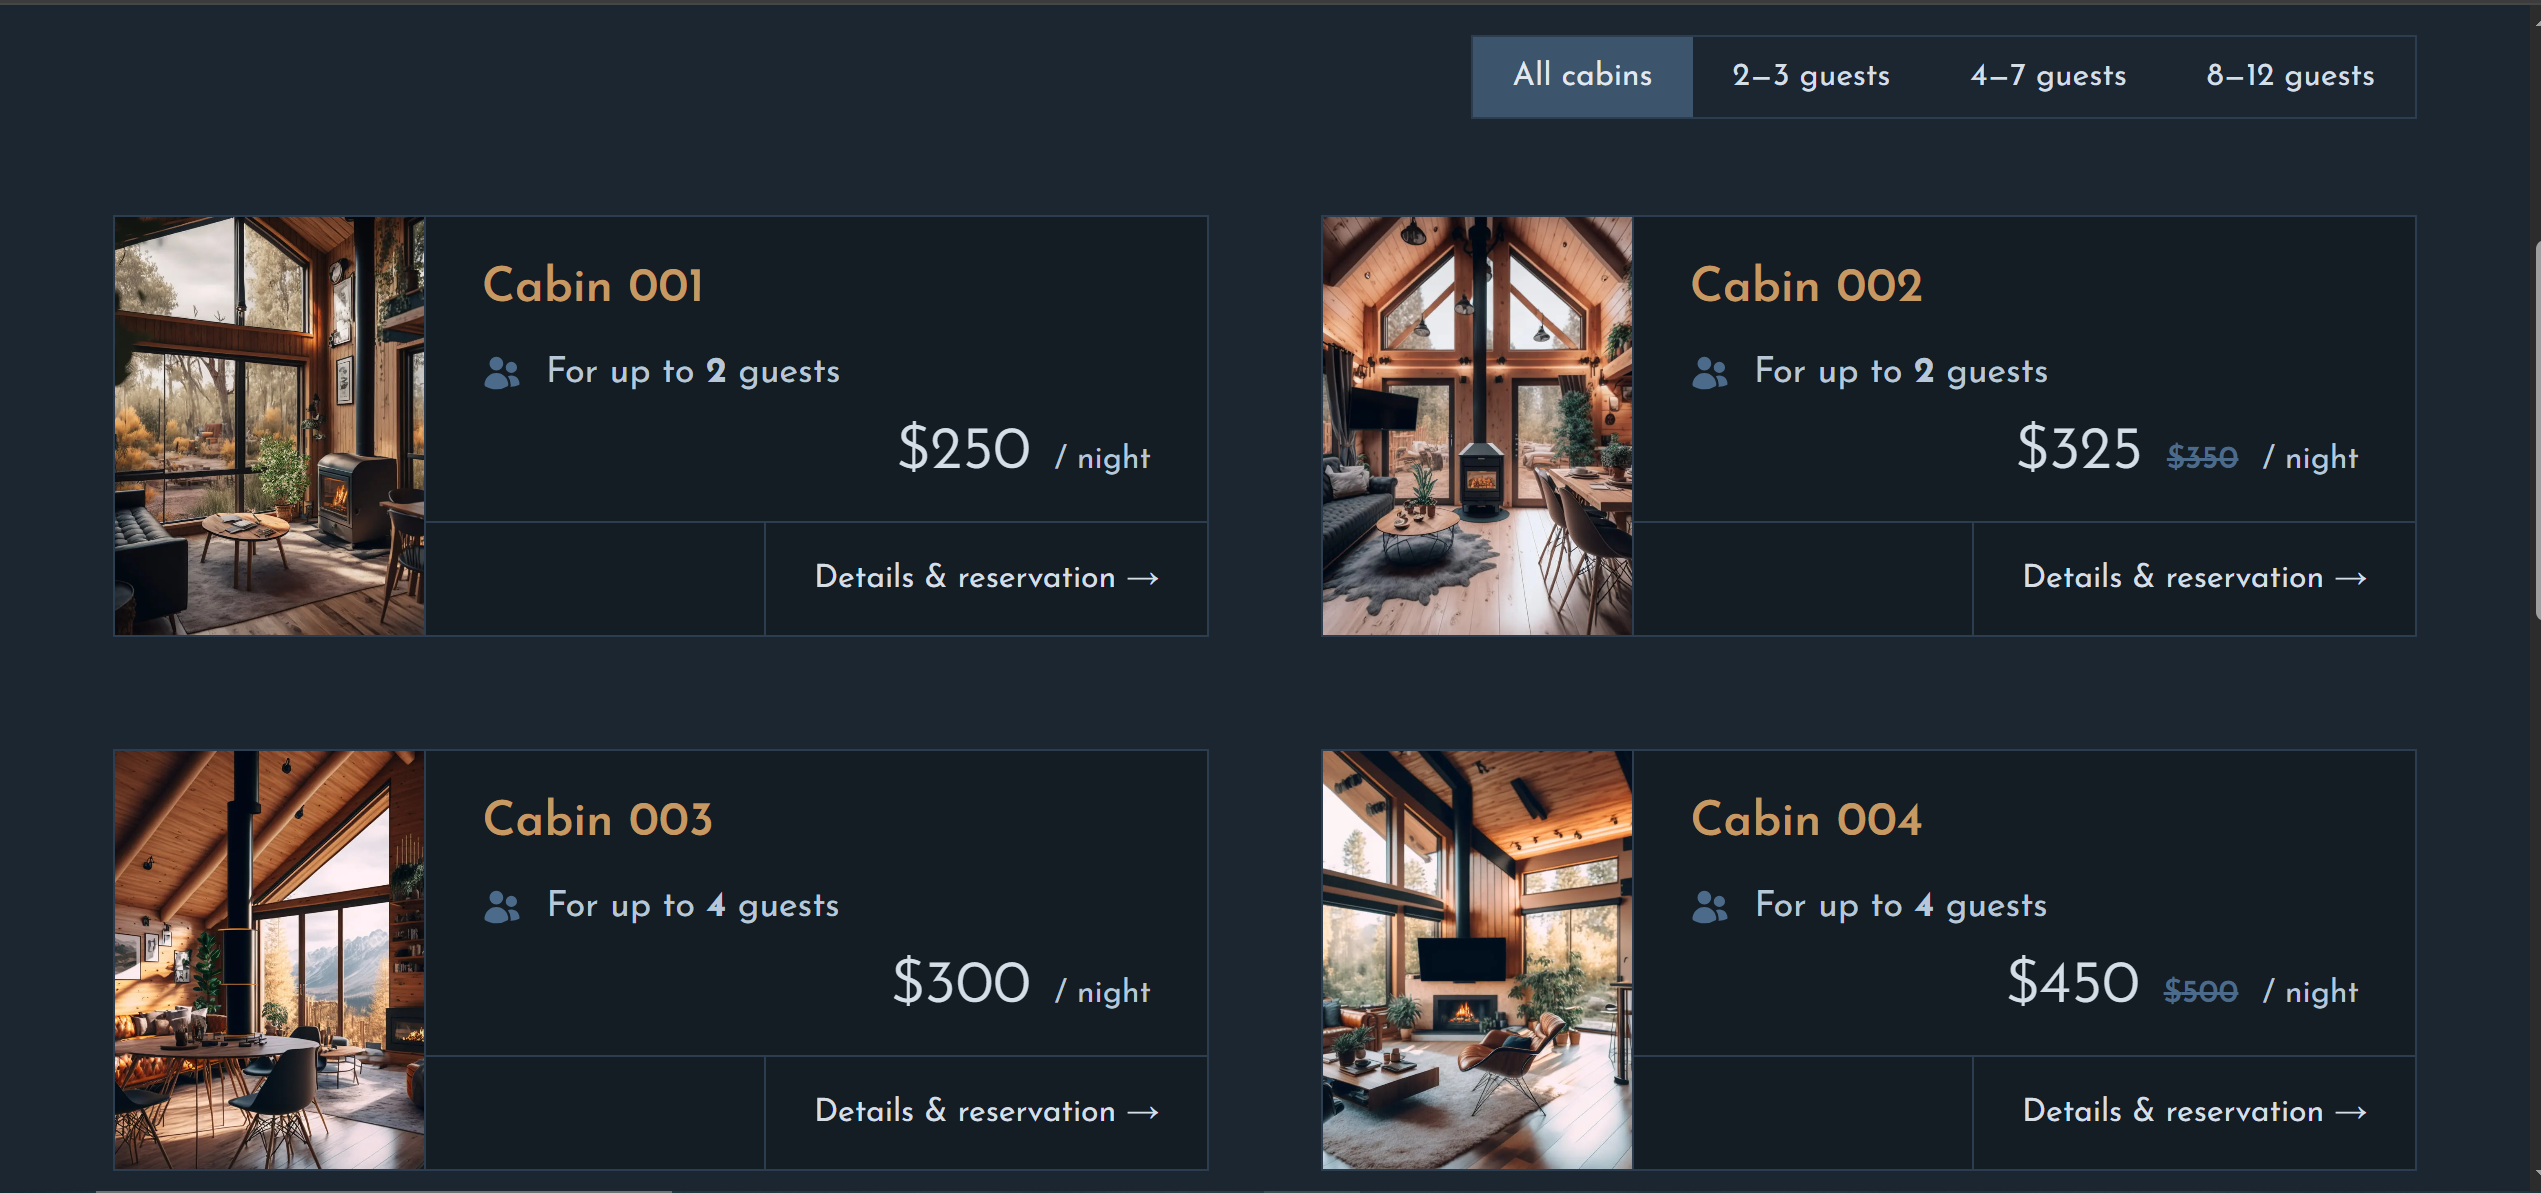 All cabins
2–3 guests
4–7 guests
8–12 guests
Cabin 001
For up to 2 guests
$250 / night
Details & reservation →
Cabin 002
For up to 2 guests
$325 $350 / night
Details & reservation →
Cabin 003
For up to 4 guests
$300 / night
Details & reservation →
Cabin 004
For up to 4 guests
$450 $500 / night
Details & reservation →